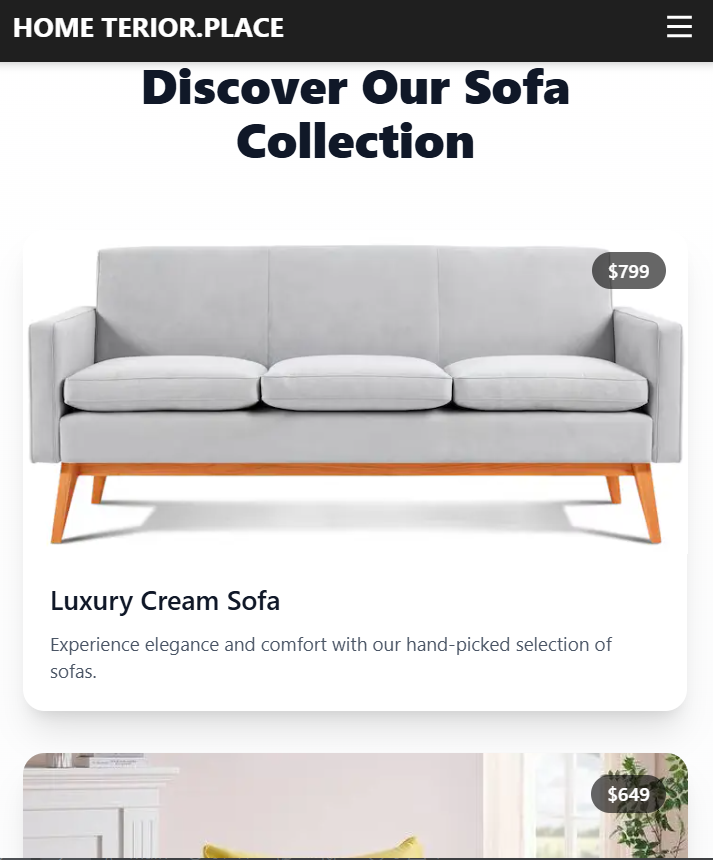 HOME TERIOR.PLACE
Discover Our Sofa
Collection
$799
Luxury Cream Sofa
Experience elegance and comfort with our hand-picked selection of
sofas.
$649